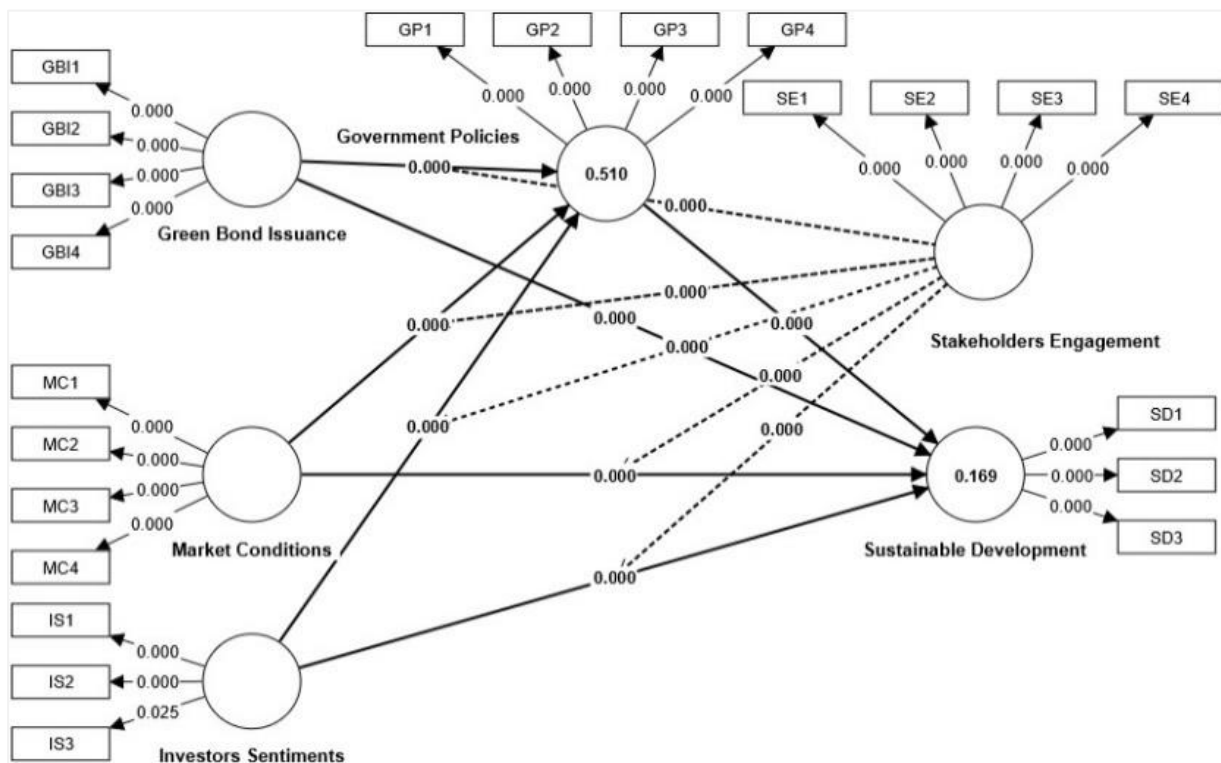 GP1
GP2
GP3
GP4
GBI1
GBI2
GBI3
GBI4
0.000
0.000
0.000
0.000
Green Bond Issuance
Government Policies
0.000
0.000
0.000
0.000
0.510
SE1
SE2
SE3
SE4
0.000
0.000
0.000
0.000
Stakeholders Engagement
0.000
0.000
0.000
0.000
0.000
0.000
0.000
0.000
0.000
0.000
0.000
0.000
MC1
MC2
MC3
MC4
0.000
0.000
0.000
0.000
Market Conditions
0.169
Sustainable Development
0.000
0.000
0.000
SD1
SD2
SD3
IS1
IS2
IS3
0.000
0.000
0.025
Investors Sentiments